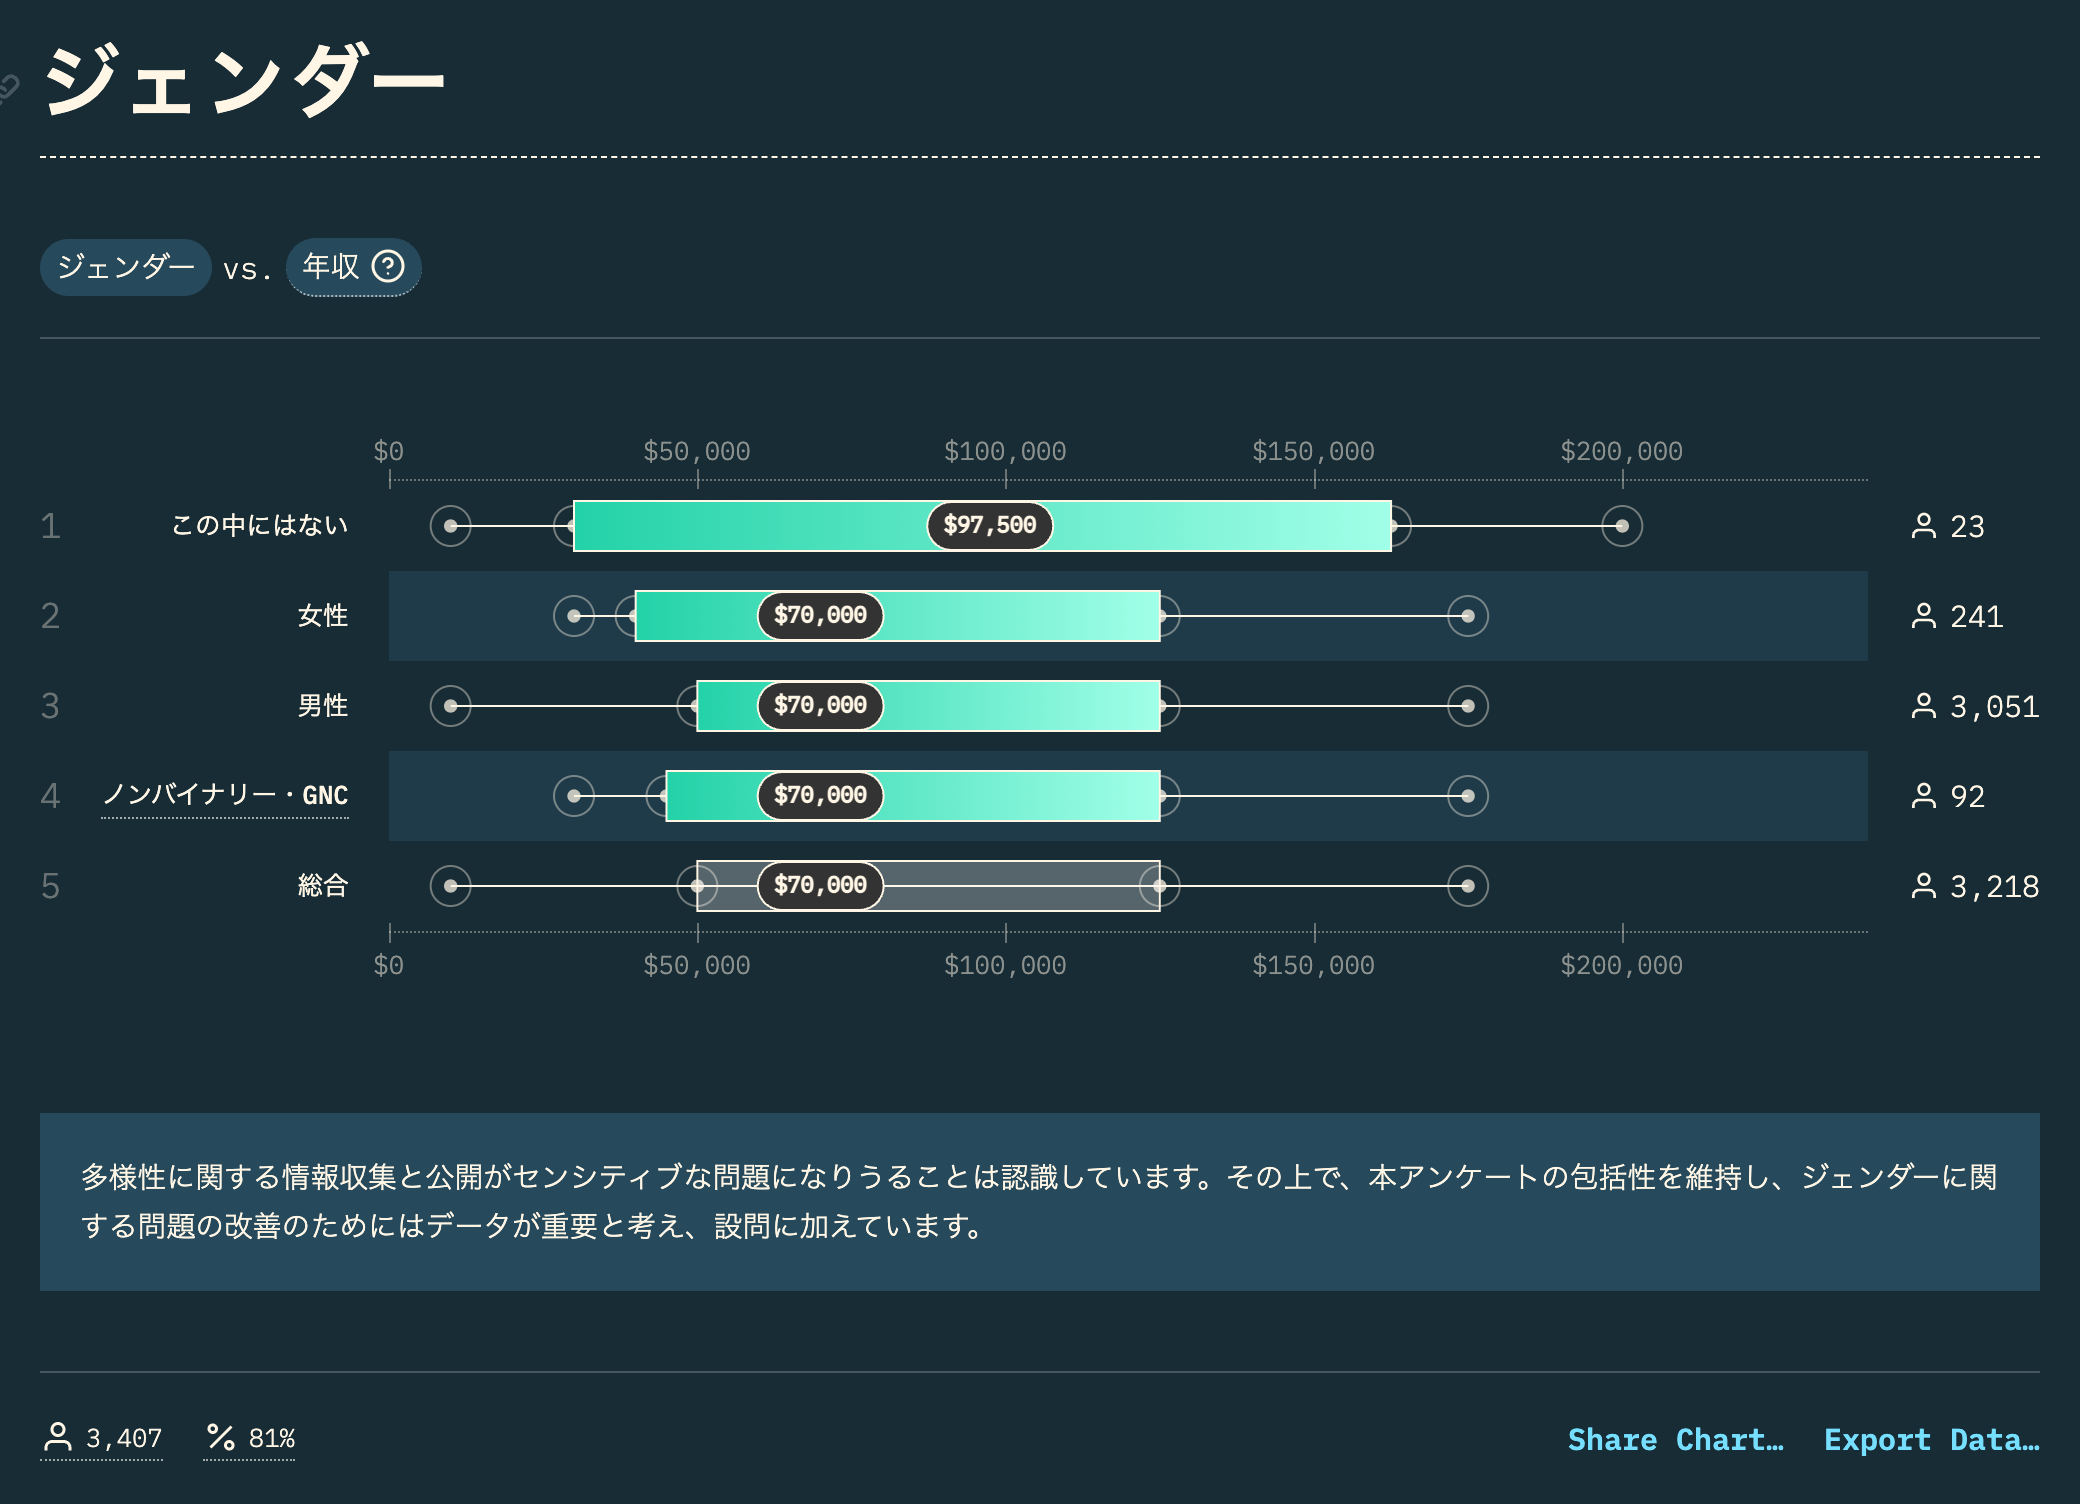 ジェンダー
ジェンダー vs. 年収
$0 $50,000 $100,000 $150,000 $200,000
1 この中にはない $97,500 23
2 女性 $70,000 241
3 男性 $70,000 3,051
4 ノンバイナリー・GNC $70,000 92
5 総合 $70,000 3,218
$0 $50,000 $100,000 $150,000 $200,000
多様性に関する情報収集と公開がセンシティブな問題になりうることは認識しています。その上で、本アンケートの包括性を維持し、ジェンダーに関
する問題の改善のためにはデータが重要と考え、設問に加えています。
3,407 81% Share Chart… Export Data…